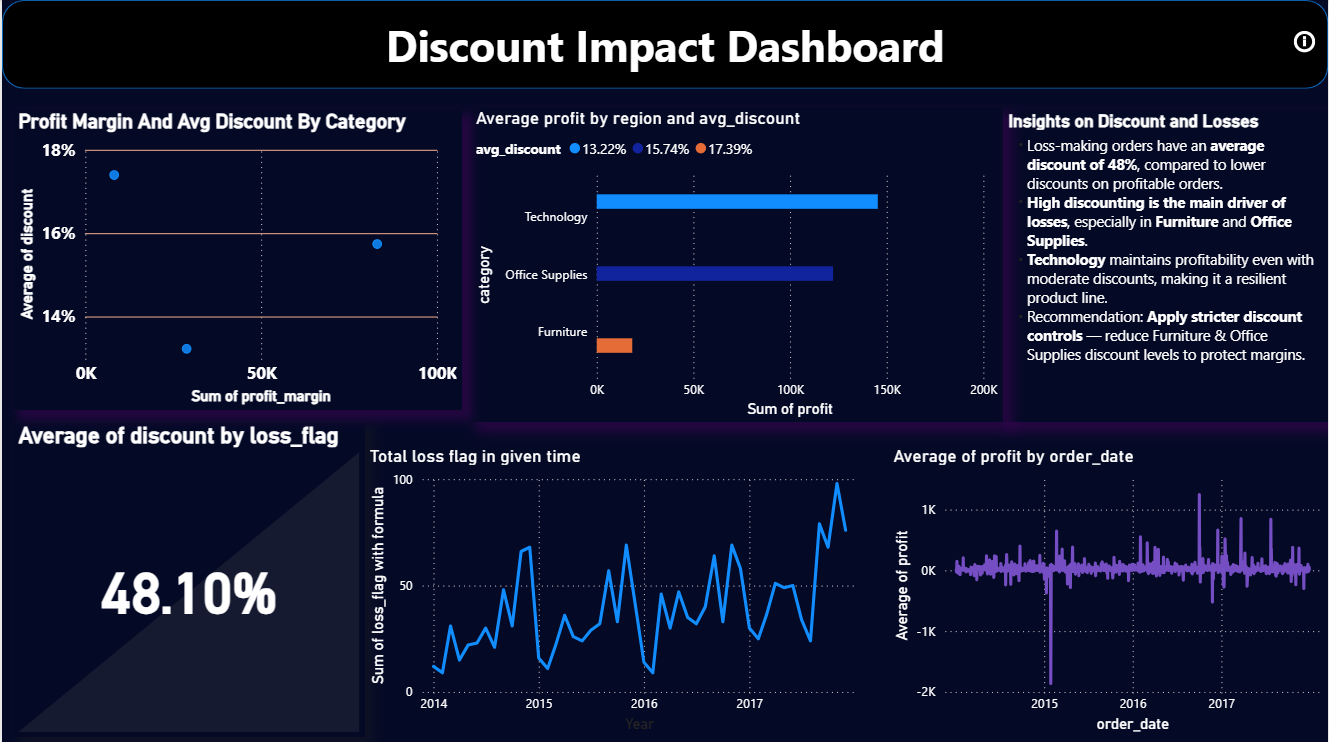 Discount Impact Dashboard
Profit Margin And Avg Discount By Category
18%
16%
14%
Average of discount
0K 50K 100K
Sum of profit_margin
Average profit by region and avg_discount
avg_discount 13.22% 15.74% 17.39%
category
Technology
Office Supplies
Furniture
0K 50K 100K 150K 200K
Sum of profit
Insights on Discount and Losses
Loss-making orders have an average
discount of 48%, compared to lower
discounts on profitable orders.
High discounting is the main driver of
losses, especially in Furniture and Office
Supplies.
Technology maintains profitability even with
moderate discounts, making it a resilient
product line.
Recommendation: Apply stricter discount
controls — reduce Furniture & Office
Supplies discount levels to protect margins.
Average of discount by loss_flag
48.10%
Total loss flag in given time
Sum of loss_flag with formula
100
50
0
2014 2015 2016 2017
Year
Average of profit by order_date
Average of profit
1K
0K
-1K
-2K
2015 2016 2017
order_date